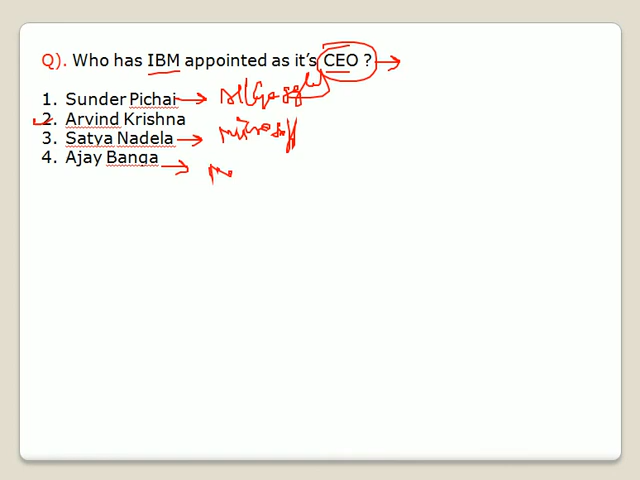 Q). Who has IBM appointed as it's CEO ?
1. Sunder Pichai
2. Arvind Krishna
3. Satya Nadela microsoft
4. Ajay Banga